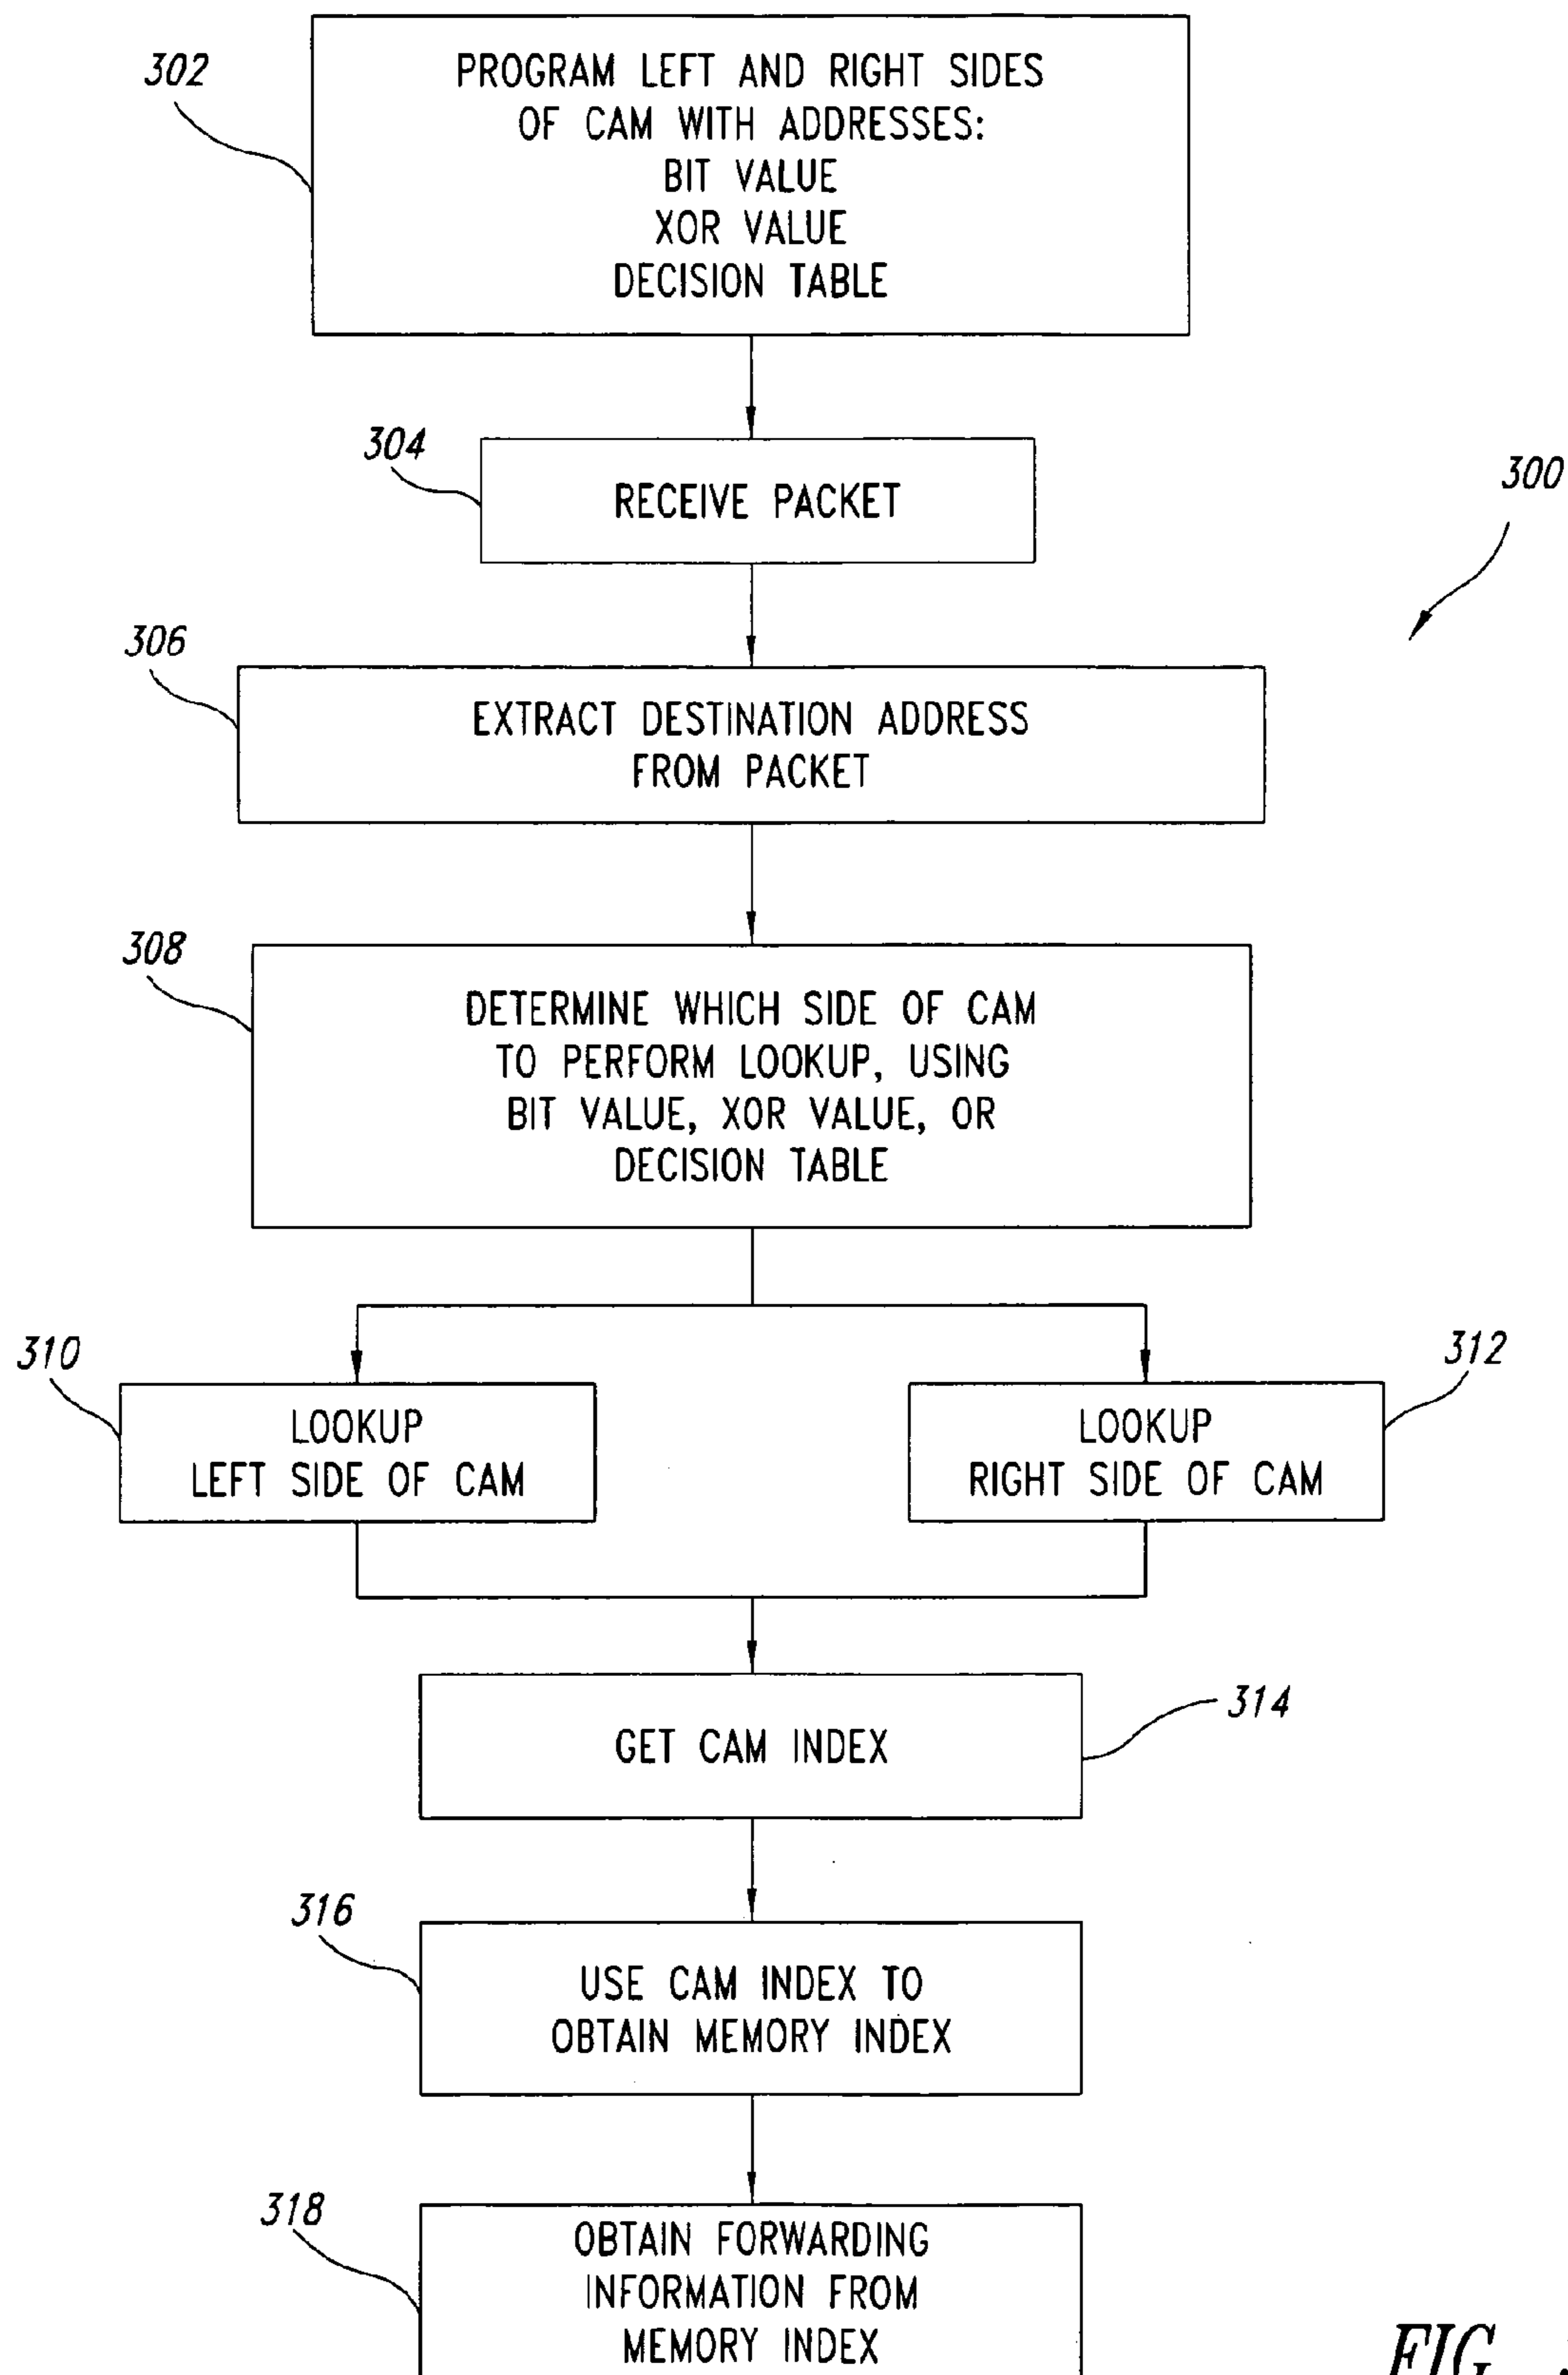 302
PROGRAM LEFT AND RIGHT SIDES
OF CAM WITH ADDRESSES:
BIT VALUE
XOR VALUE
DECISION TABLE
304
RECEIVE PACKET
300
306
EXTRACT DESTINATION ADDRESS
FROM PACKET
308
DETERMINE WHICH SIDE OF CAM
TO PERFORM LOOKUP, USING
BIT VALUE, XOR VALUE, OR
DECISION TABLE
310
LOOKUP
LEFT SIDE OF CAM
312
LOOKUP
RIGHT SIDE OF CAM
GET CAM INDEX
314
316
USE CAM INDEX TO
OBTAIN MEMORY INDEX
318
OBTAIN FORWARDING
INFORMATION FROM
MEMORY INDEX
FIG